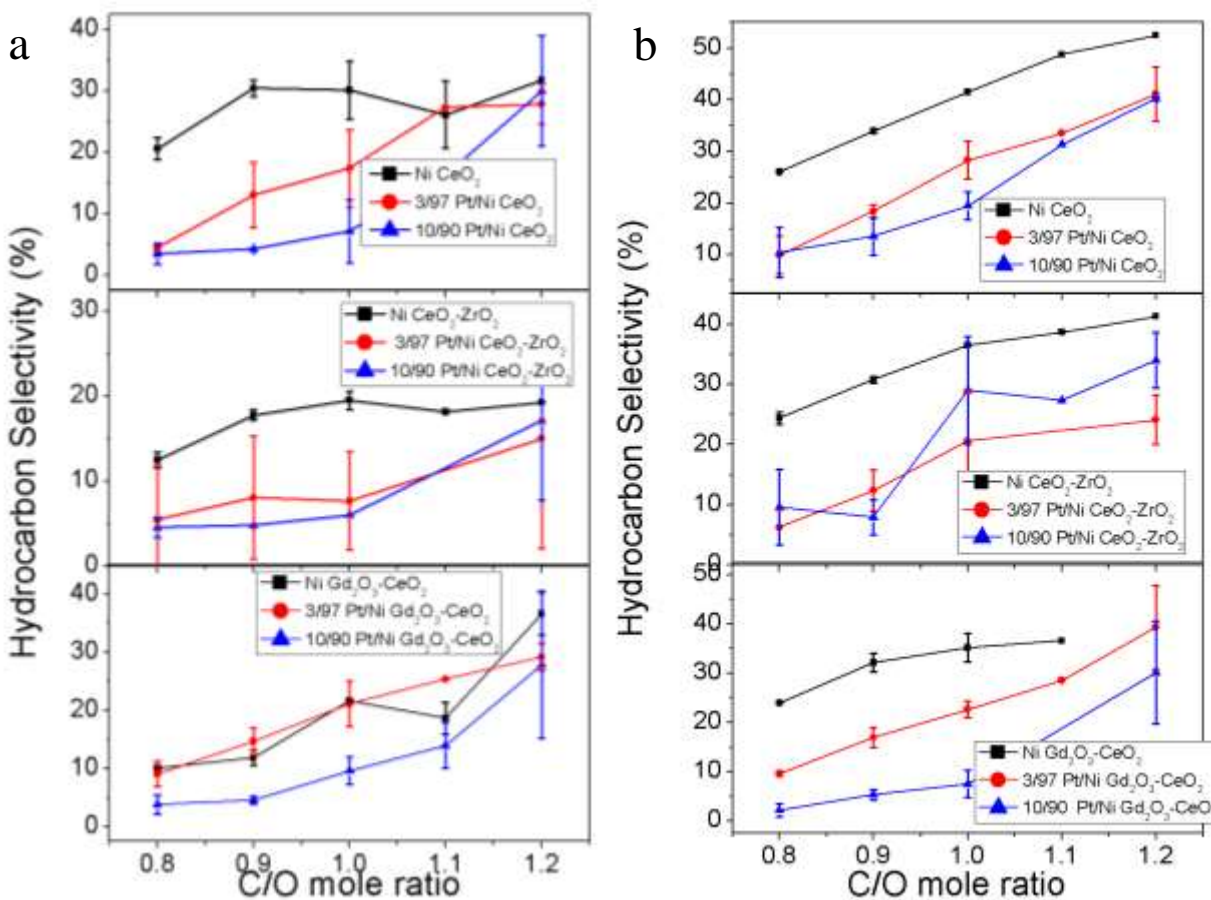 a
Hydrocarbon Selectivity (%)
40
30
20
10
0
Ni CeO₂
3/97 Pt/Ni CeO₂
10/90 Pt/Ni CeO₂
30
20
10
0
Ni CeO₂-ZrO₂
3/97 Pt/Ni CeO₂-ZrO₂
10/90 Pt/Ni CeO₂-ZrO₂
40
30
20
10
0
Ni Gd₂O₃-CeO₂
3/97 Pt/Ni Gd₂O₃-CeO₂
10/90 Pt/Ni Gd₂O₃-CeO₂
0.8 0.9 1.0 1.1 1.2
C/O mole ratio
b
Hydrocarbon Selectivity (%)
50
40
30
20
10
Ni CeO₂
3/97 Pt/Ni CeO₂
10/90 Pt/Ni CeO₂
40
30
20
10
0
Ni CeO₂-ZrO₂
3/97 Pt/Ni CeO₂-ZrO₂
10/90 Pt/Ni CeO₂-ZrO₂
50
40
30
20
10
0
Ni Gd₂O₃-CeO₂
3/97 Pt/Ni Gd₂O₃-CeO₂
10/90 Pt/Ni Gd₂O₃-CeO
0.8 0.9 1.0 1.1 1.2
C/O mole ratio